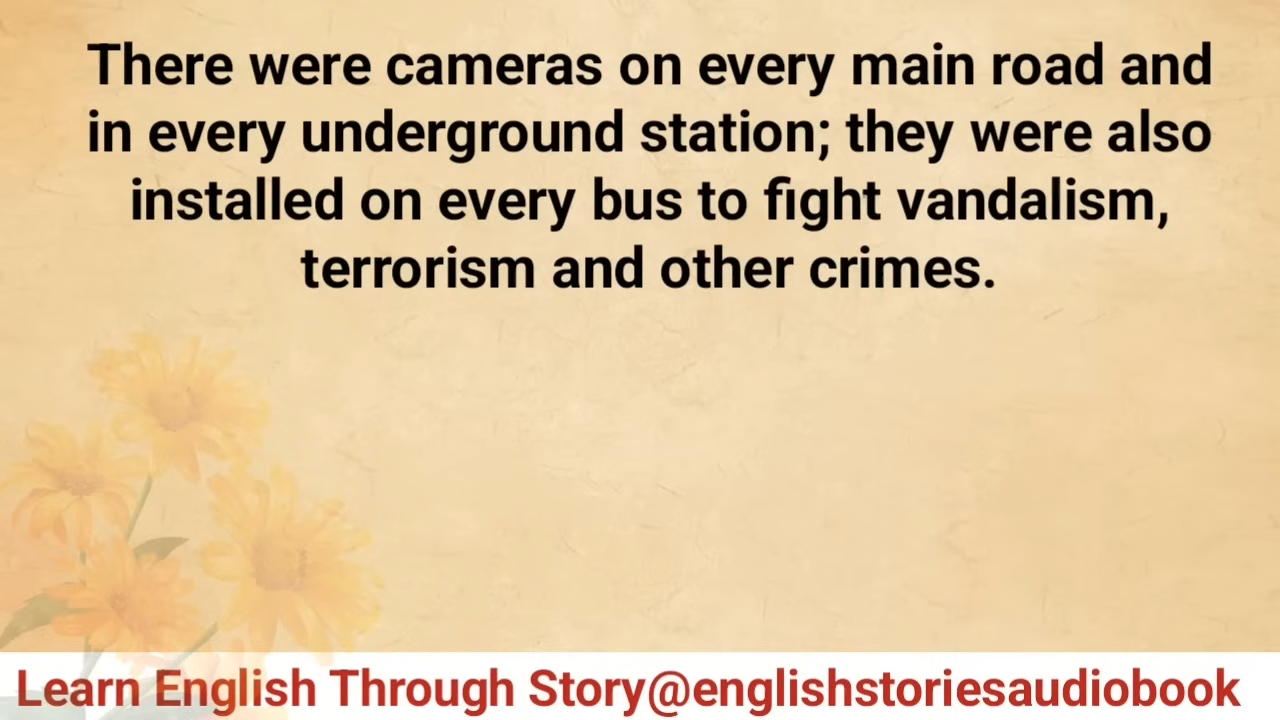 There were cameras on every main road and
in every underground station; they were also
installed on every bus to fight vandalism,
terrorism and other crimes.
Learn English Through Story@englishstoriesaudiobook